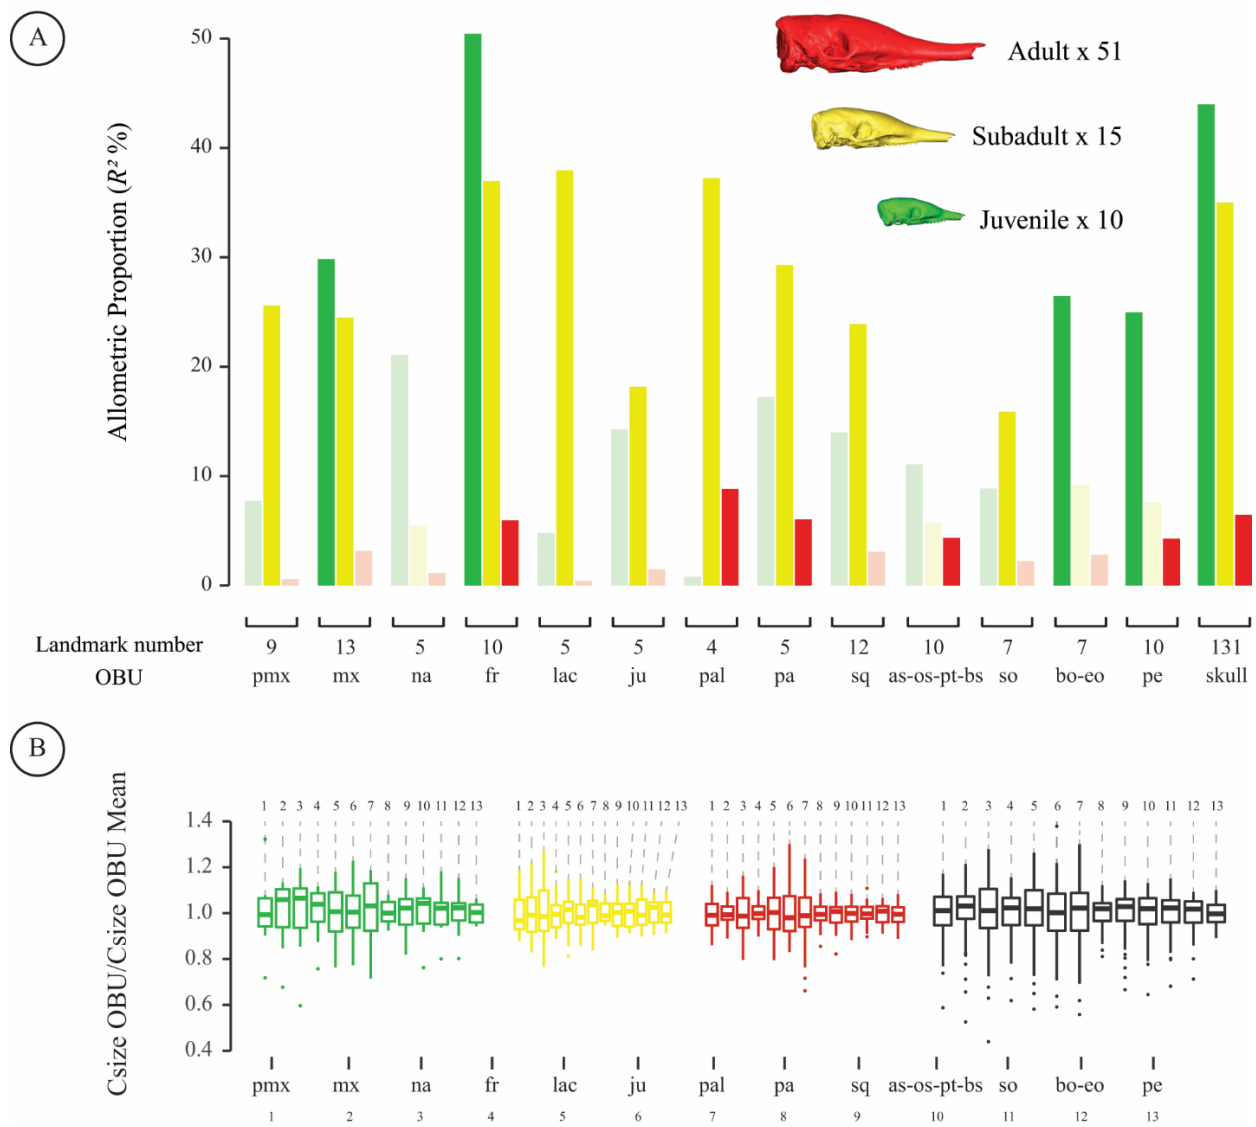 A
Allometric Proportion (R² %)
50
40
30
20
10
0
Adult x 51
Subadult x 15
Juvenile x 10
Landmark number 9 13 5 10 5 5 4 5 12 10 7 7 10 131
OBU pmx mx na fr lac ju pal pa sq as-os-pt-bs so bo-eo pe skull
B
Csize OBU/Csize OBU Mean
1.4
1.2
1.0
0.8
0.6
0.4
1 2 3 4 5 6 7 8 9 10 11 12 13 1 2 3 4 5 6 7 8 9 10 11 12 13 1 2 3 4 5 6 7 8 9 10 11 12 13 1 2 3 4 5 6 7 8 9 10 11 12 13
pmx mx na fr lac ju pal pa sq as-os-pt-bs so bo-eo pe
1 2 3 4 5 6 7 8 9 10 11 12 13